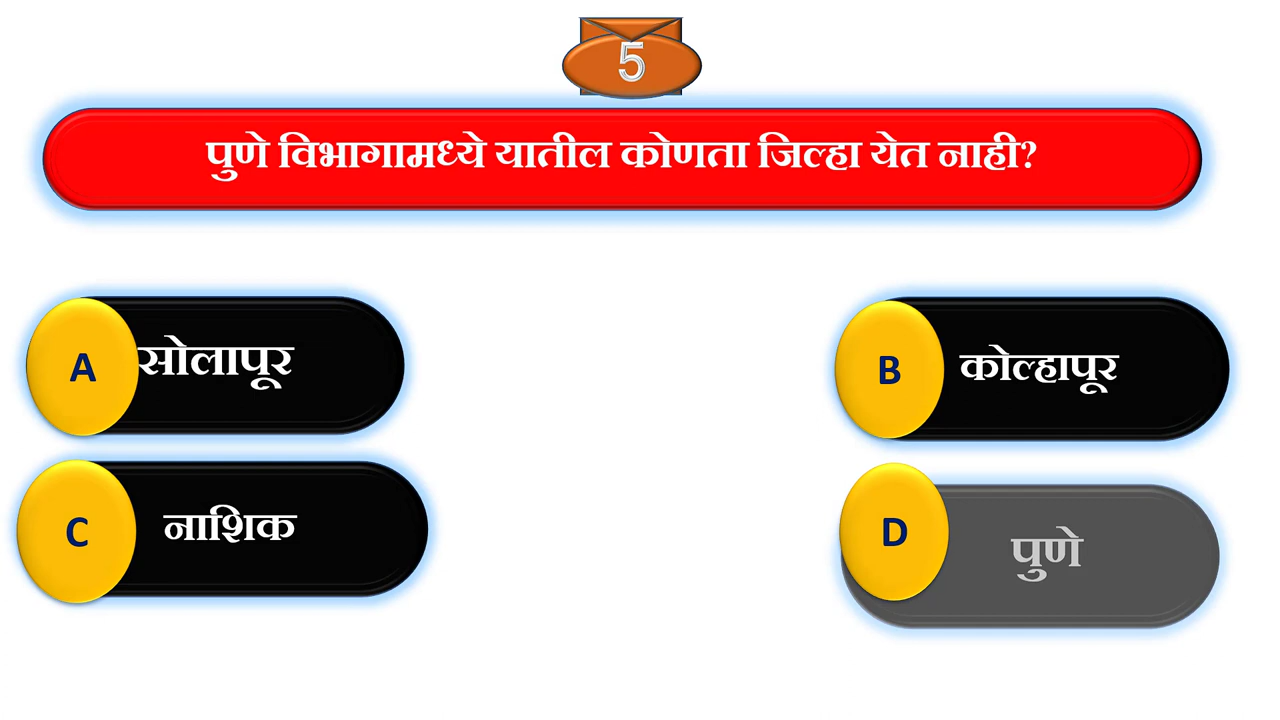 5
पुणे विभागामध्ये यातील कोणता जिल्हा येत नाही?
A सोलापूर
B कोल्हापूर
C नाशिक
D पुणे